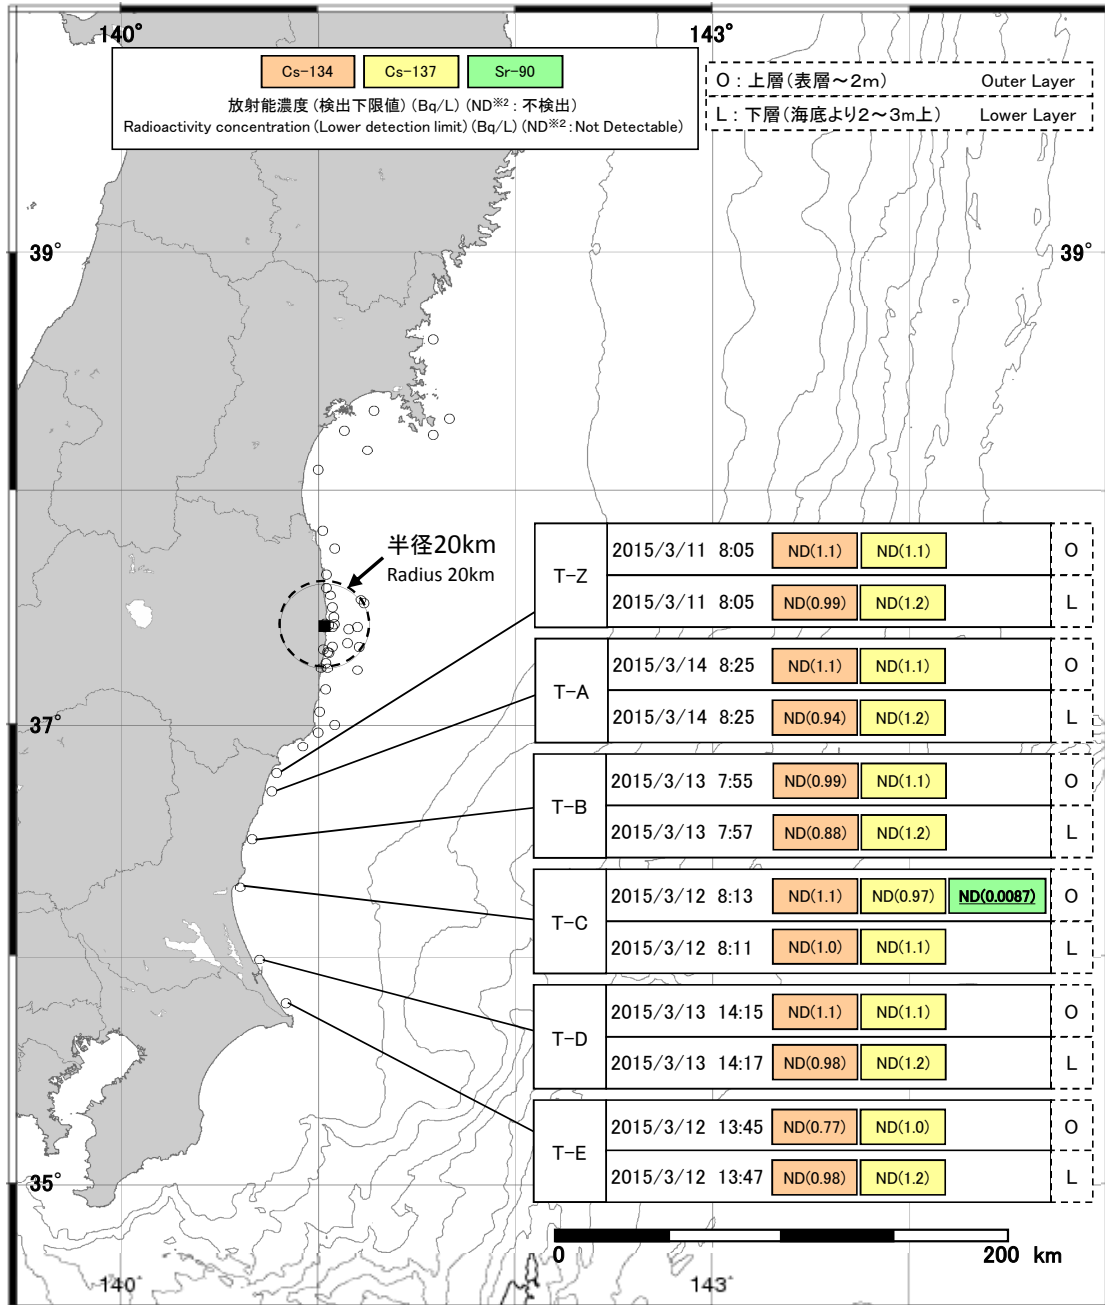 140° 143°
Cs-134 Cs-137 Sr-90
放射能濃度 (検出下限値) (Bq/L) (ND※2 : 不検出)
Radioactivity concentration (Lower detection limit) (Bq/L) (ND※2 : Not Detectable)
O : 上層 (表層～2m) Outer Layer
L : 下層 (海底より2～3m上) Lower Layer
39° 39°
半径20km
Radius 20km
T-Z
2015/3/11 8:05 ND(1.1) ND(1.1) O
2015/3/11 8:05 ND(0.99) ND(1.2) L
T-A
2015/3/14 8:25 ND(1.1) ND(1.1) O
2015/3/14 8:25 ND(0.94) ND(1.2) L
37°
T-B
2015/3/13 7:55 ND(0.99) ND(1.1) O
2015/3/13 7:57 ND(0.88) ND(1.2) L
T-C
2015/3/12 8:13 ND(1.1) ND(0.97) ND(0.0087) O
2015/3/12 8:11 ND(1.0) ND(1.1) L
T-D
2015/3/13 14:15 ND(1.1) ND(1.1) O
2015/3/13 14:17 ND(0.98) ND(1.2) L
T-E
2015/3/12 13:45 ND(0.77) ND(1.0) O
2015/3/12 13:47 ND(0.98) ND(1.2) L
35°
0 200 km
140° 143°